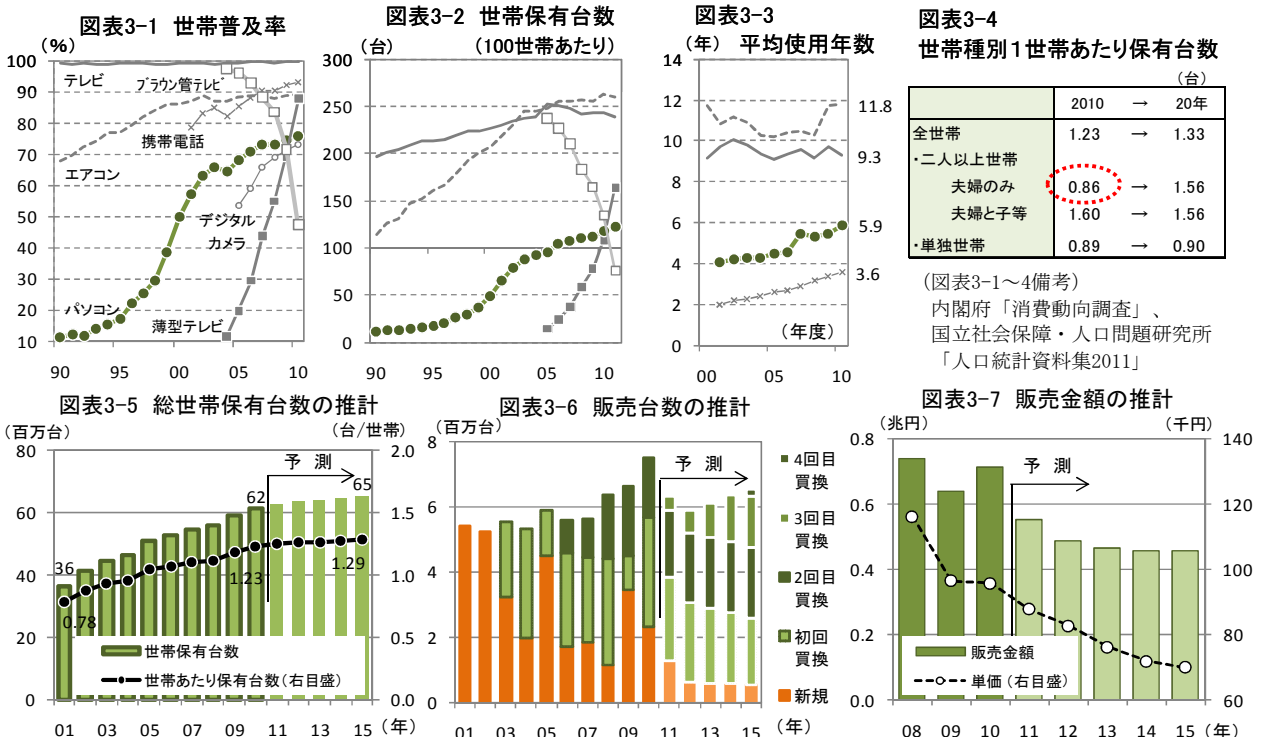 図表3-1 世帯普及率
(%)
100
90
80
70
60
50
40
30
20
10
テレビ
ブラウン管テレビ
携帯電話
エアコン
デジタル
カメラ
パソコン
薄型テレビ
90 95 00 05 10
図表3-2 世帯保有台数
(台) (100世帯あたり)
300
250
200
150
100
50
0
90 95 00 05 10
図表3-3
(年) 平均使用年数
14
12
10
8
6
4
2
0
11.8
9.3
5.9
3.6
(年度)
00 05 10
図表3-4
世帯種別1世帯あたり保有台数
(台)
2010 → 20年
全世帯 1.23 → 1.33
・二人以上世帯
夫婦のみ 0.86 → 1.56
夫婦と子等 1.60 → 1.56
・単独世帯 0.89 → 0.90
(図表3-1～4備考)
内閣府「消費動向調査」、
国立社会保障・人口問題研究所
「人口統計資料集2011」
図表3-5 総世帯保有台数の推計
(百万台) (台/世帯)
80
60
40
20
0
2.0
1.5
1.0
0.5
0.0
予 測
36
62
65
0.78
1.23
1.29
世帯保有台数
世帯あたり保有台数(右目盛)
01 03 05 07 09 11 13 15 (年)
図表3-6 販売台数の推計
(百万台)
8
6
4
2
0
予 測
4回目
買換
3回目
買換
2回目
買換
初回
買換
新規
01 03 05 07 09 11 13 15 (年)
図表3-7 販売金額の推計
(兆円) (千円)
0.8
0.6
0.4
0.2
0.0
140
120
100
80
60
予 測
販売金額
単価(右目盛)
08 09 10 11 12 13 14 15 (年)